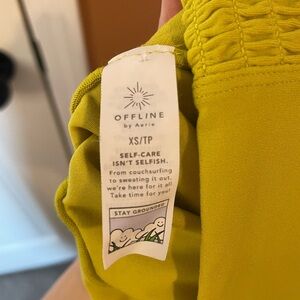 OFFLINE
by Aerie
XS/TP
SELF-CARE
ISN'T SELFISH.
From couchsurfing
to sweating it out,
we're here for it all
Take time for you!
STAY GROUNDED